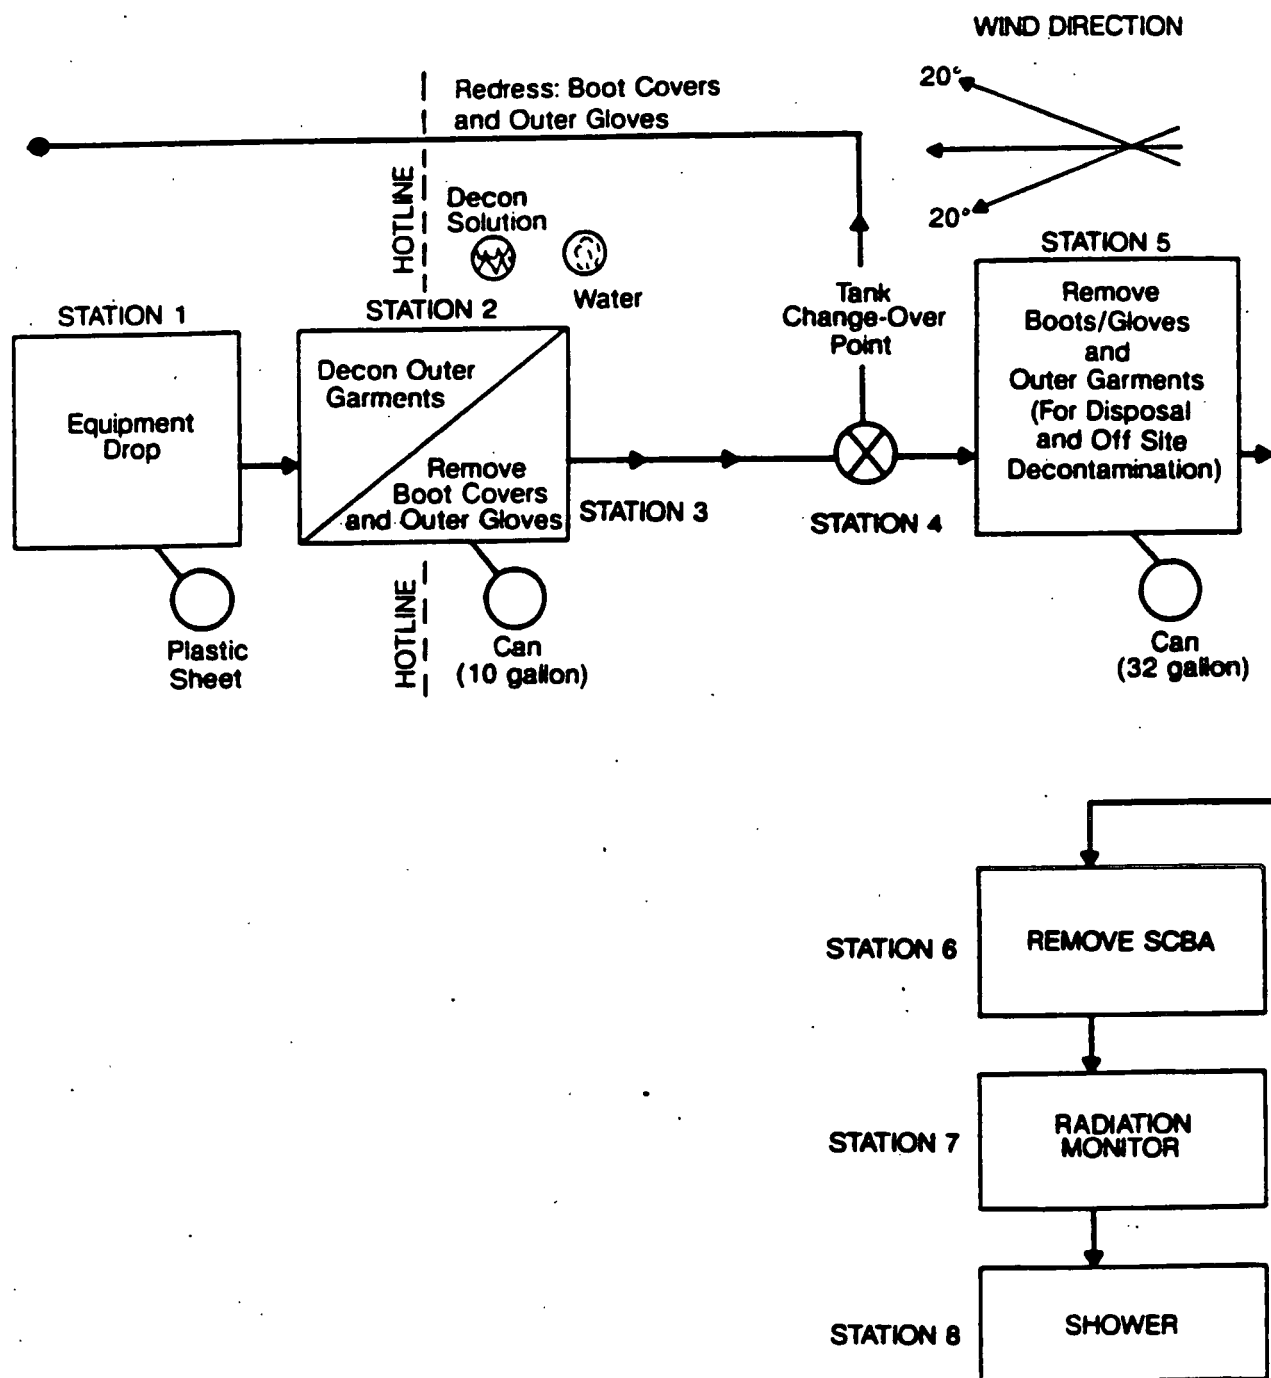 WIND DIRECTION
20°
20°
Redress: Boot Covers
and Outer Gloves
HOTLINE
Decon
Solution
Water
STATION 1
Equipment
Drop
Plastic
Sheet
STATION 2
Decon Outer
Garments
Remove
Boot Covers
and Outer Gloves
STATION 3
HOTLINE
Can
(10 gallon)
Tank
Change-Over
Point
STATION 4
STATION 5
Remove
Boots/Gloves
and
Outer Garments
(For Disposal
and Off Site
Decontamination)
Can
(32 gallon)
STATION 6
REMOVE SCBA
STATION 7
RADIATION
MONITOR
STATION 8
SHOWER